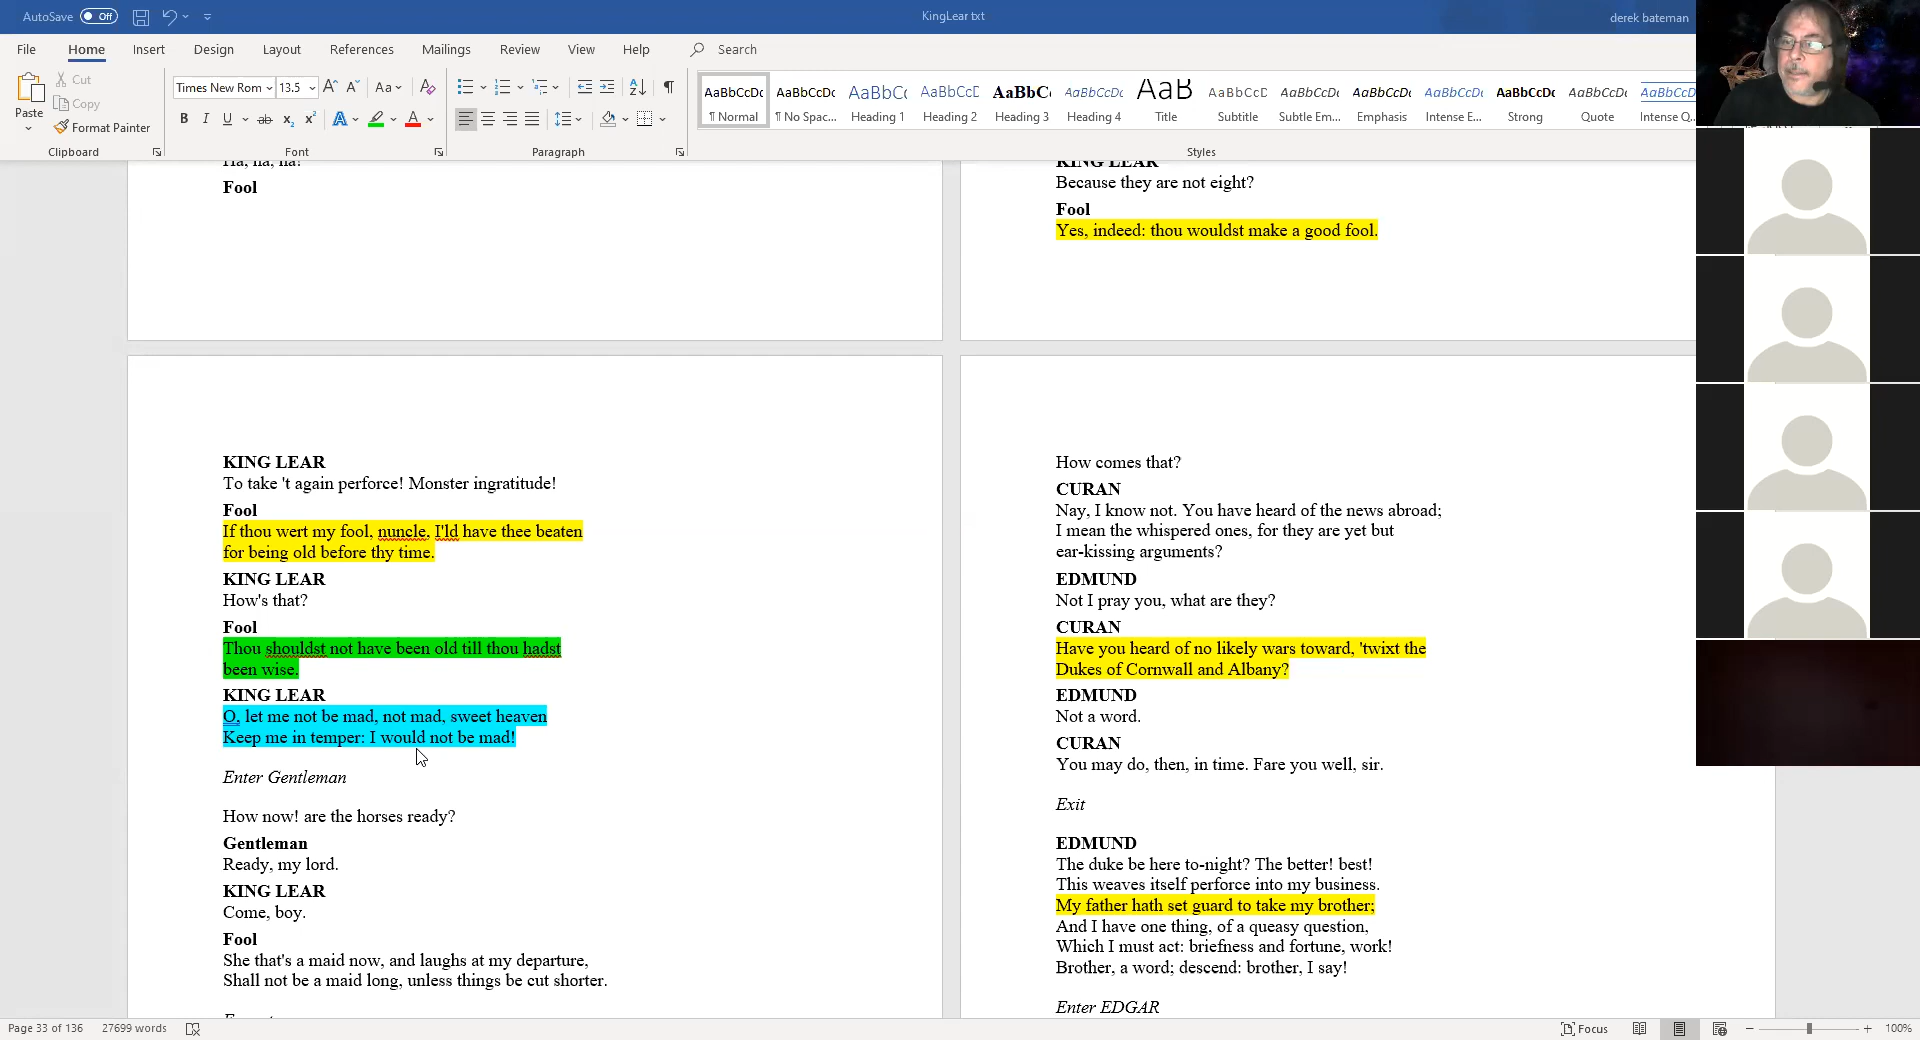 AutoSave Off
KingLear txt
derek bateman
File Home Insert Design Layout References Mailings Review View Help Search
Paste
Cut
Copy
Format Painter
Clipboard
Times New Rom 13.5
Font
Paragraph
AaBbCcDc AaBbCcDc AaBbCc AaBbCcD AaBbC AaBbCcDc AaB AaBbCcD AaBbCcDc AaBbCcDc AaBbCcDc AaBbCcDc AaBbCcDc AaBbCcDc
¶ Normal ¶ No Spac... Heading 1 Heading 2 Heading 3 Heading 4 Title Subtitle Subtle Em... Emphasis Intense E... Strong Quote Intense Q...
Styles
Ha, ha, ha!
Fool
KING LEAR
Because they are not eight?
Fool
Yes, indeed: thou wouldst make a good fool.
KING LEAR
To take 't again perforce! Monster ingratitude!
Fool
If thou wert my fool, nuncle, I'ld have thee beaten
for being old before thy time.
KING LEAR
How's that?
Fool
Thou shouldst not have been old till thou hadst
been wise.
KING LEAR
O, let me not be mad, not mad, sweet heaven
Keep me in temper: I would not be mad!
Enter Gentleman
How now! are the horses ready?
Gentleman
Ready, my lord.
KING LEAR
Come, boy.
Fool
She that's a maid now, and laughs at my departure,
Shall not be a maid long, unless things be cut shorter.
How comes that?
CURAN
Nay, I know not. You have heard of the news abroad;
I mean the whispered ones, for they are yet but
ear-kissing arguments?
EDMUND
Not I pray you, what are they?
CURAN
Have you heard of no likely wars toward, 'twixt the
Dukes of Cornwall and Albany?
EDMUND
Not a word.
CURAN
You may do, then, in time. Fare you well, sir.
Exit
EDMUND
The duke be here to-night? The better! best!
This weaves itself perforce into my business.
My father hath set guard to take my brother;
And I have one thing, of a queasy question,
Which I must act: briefness and fortune, work!
Brother, a word; descend: brother, I say!
Enter EDGAR
Page 33 of 136 27699 words
Focus
100%